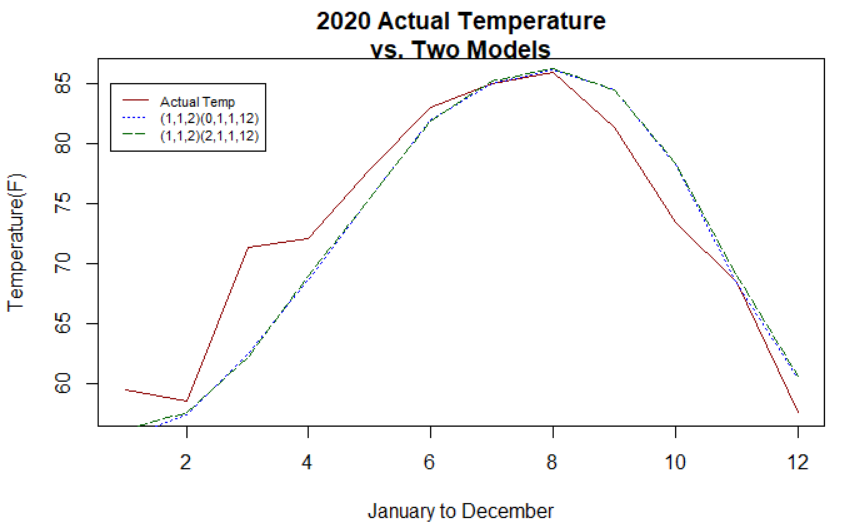 2020 Actual Temperature
vs. Two Models
Actual Temp
(1,1,2)(0,1,1,12)
(1,1,2)(2,1,1,12)
Temperature(F)
85
80
75
70
65
60
2 4 6 8 10 12
January to December